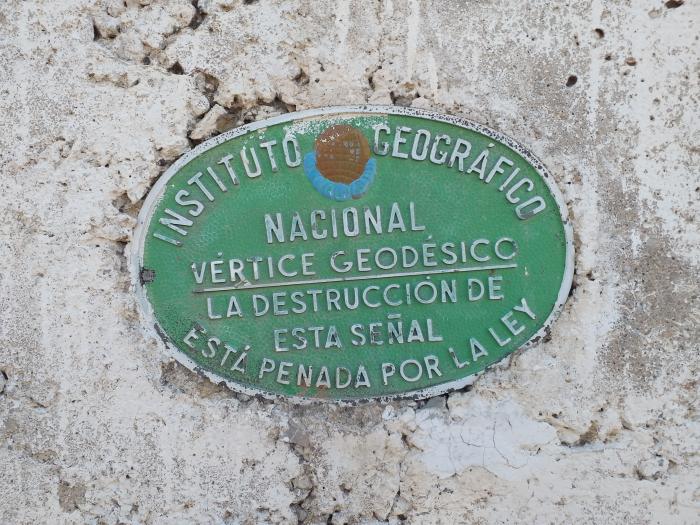 INSTITUTO GEOGRÁFICO
NACIONAL
VÉRTICE GEODÉSICO
LA DESTRUCCIÓN DE
ESTA SEÑAL
ESTÁ PENADA POR LA LEY